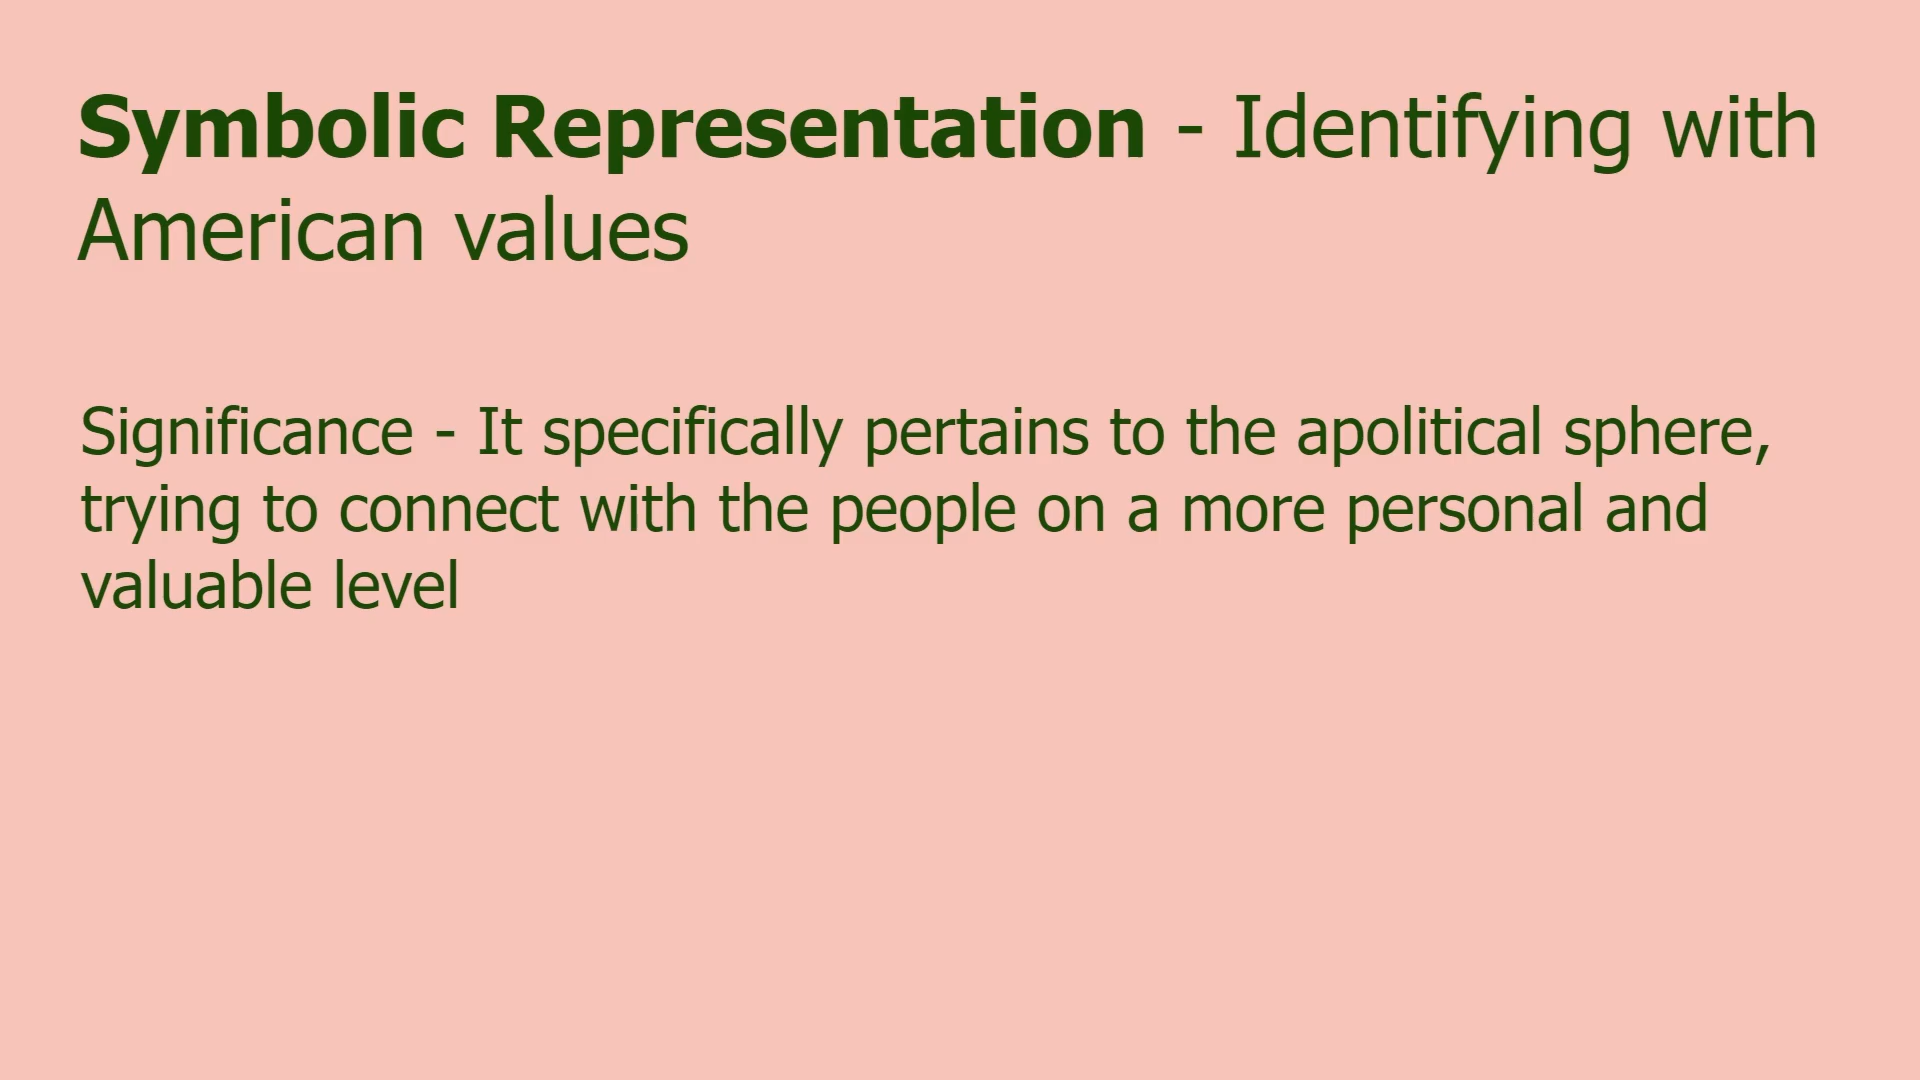 Symbolic Representation - Identifying with
American values
Significance - It specifically pertains to the apolitical sphere,
trying to connect with the people on a more personal and
valuable level